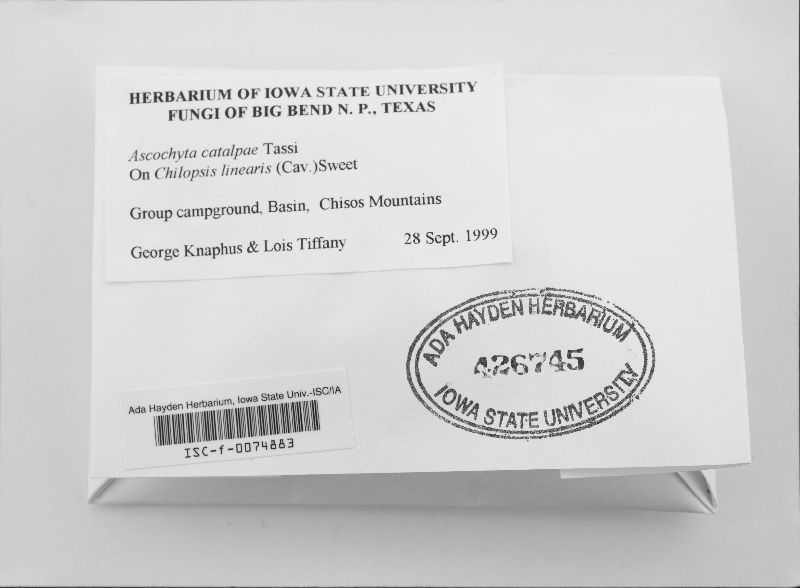 HERBARIUM OF IOWA STATE UNIVERSITY
FUNGI OF BIG BEND N. P., TEXAS
Ascochyta catalpae Tassi
On Chilopsis linearis (Cav.)Sweet
Group campground, Basin, Chisos Mountains
George Knaphus & Lois Tiffany 28 Sept. 1999
ADA HAYDEN HERBARIUM
426745
IOWA STATE UNIVERSITY
Ada Hayden Herbarium, Iowa State Univ.-ISC/IA
ISC-f-0074883